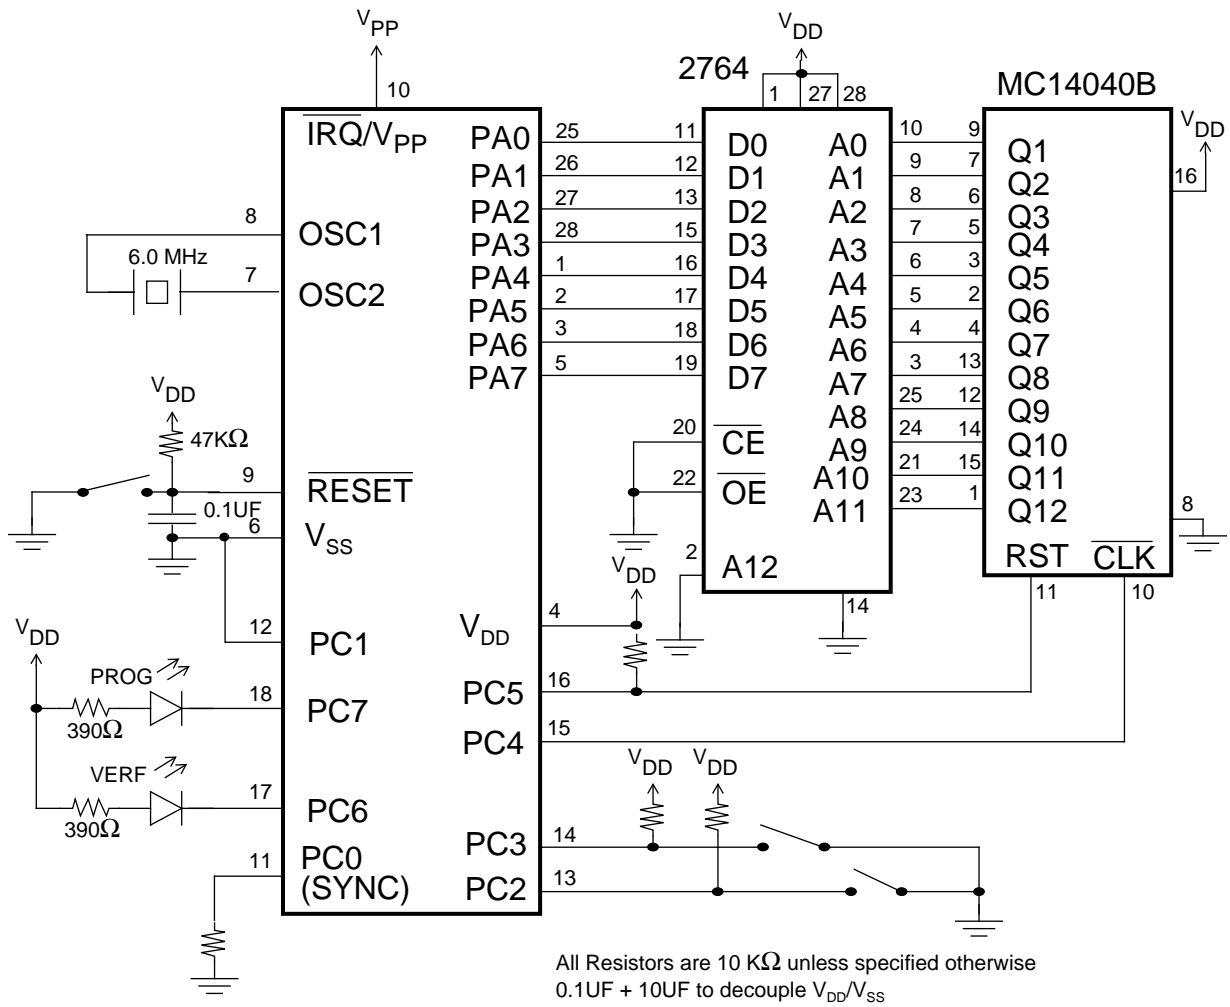 VPP
10
VDD
2764
1 27 28
MC14040B
VDD
16
IRQ/VPP
PA0 25 11 D0 A0 10 9 Q1
PA1 26 12 D1 A1 9 7 Q2
PA2 27 13 D2 A2 8 6 Q3
PA3 28 15 D3 A3 7 5 Q4
PA4 1 16 D4 A4 6 3 Q5
PA5 2 17 D5 A5 5 2 Q6
PA6 3 18 D6 A6 4 4 Q7
PA7 5 19 D7 A7 3 13 Q8
A8 25 12 Q9
20 CE A9 24 14 Q10
22 OE A10 21 15 Q11
A11 23 1 Q12
2 A12
14
8
RST CLK
11 10
8 OSC1
6.0 MHz
7 OSC2
VDD
47KΩ
9 RESET
0.1UF
6 VSS
12 PC1
VDD
PROG
18 PC7
390Ω
VERF
17 PC6
390Ω
11 PC0
(SYNC)
VDD
VDD 4
PC5 16
PC4 15
VDD VDD
PC3 14
PC2 13
All Resistors are 10 KΩ unless specified otherwise
0.1UF + 10UF to decouple VDD/VSS